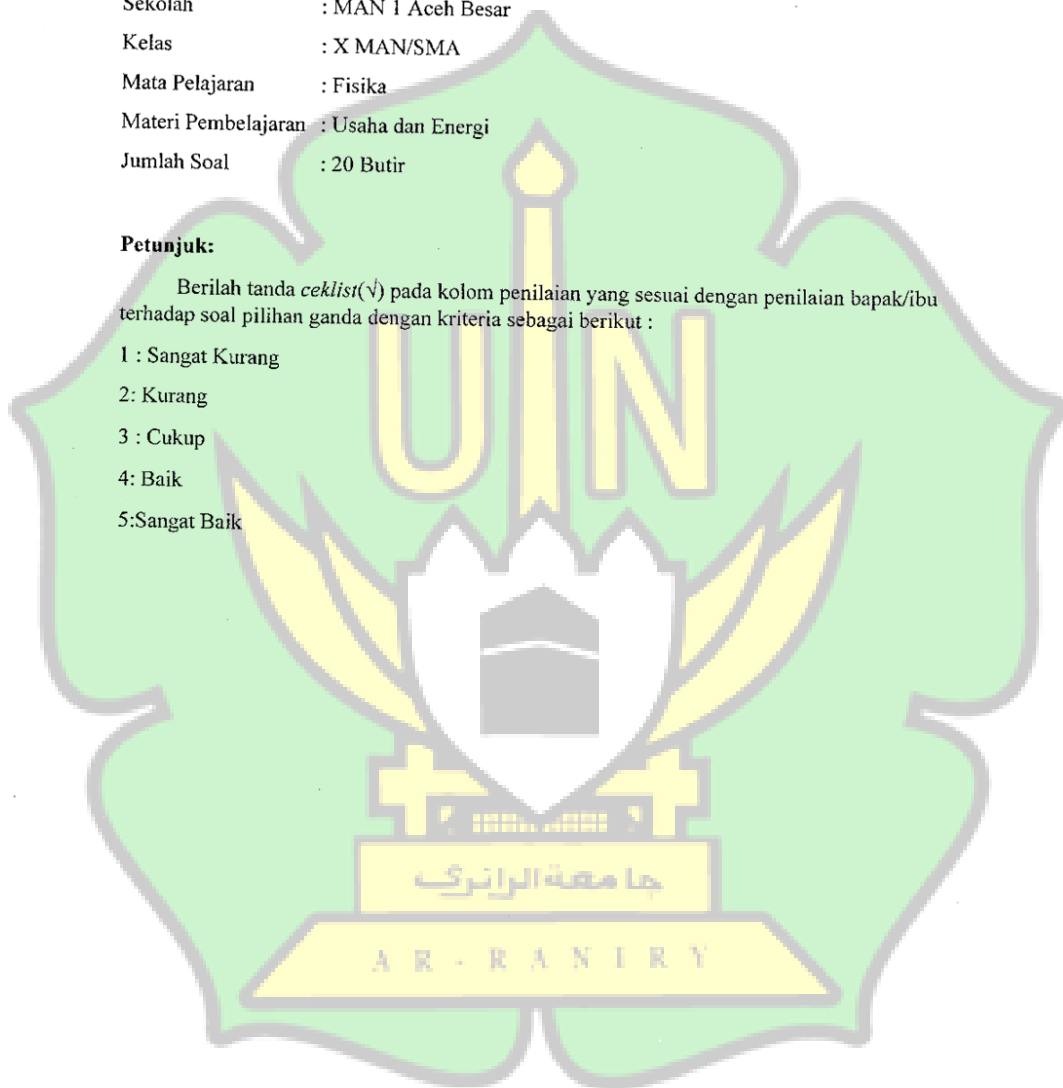 Sekolah : MAN 1 Aceh Besar
Kelas : X MAN/SMA
Mata Pelajaran : Fisika
Materi Pembelajaran : Usaha dan Energi
Jumlah Soal : 20 Butir
Petunjuk:
Berilah tanda ceklist(√) pada kolom penilaian yang sesuai dengan penilaian bapak/ibu
terhadap soal pilihan ganda dengan kriteria sebagai berikut :
1 : Sangat Kurang
2: Kurang
3 : Cukup
4: Baik
5:Sangat Baik
UIN
جامعة الرانري
AR-RANIRY